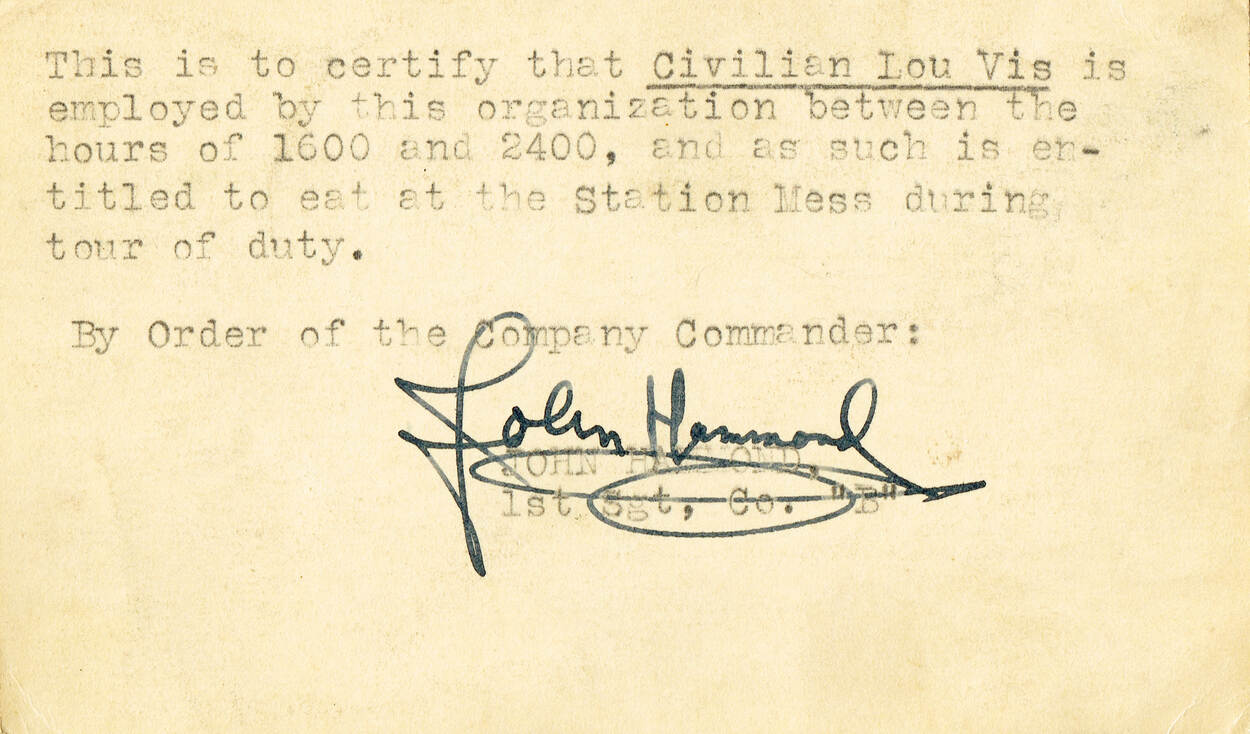 This is to certify that Civilian Lou Vis is
employed by this organization between the
hours of 1600 and 2400, and as such is en-
titled to eat at the Station Mess during
tour of duty.
By Order of the Company Commander:
John Hammond
JOHN HAMMOND,
1st Sgt, Co. "B"